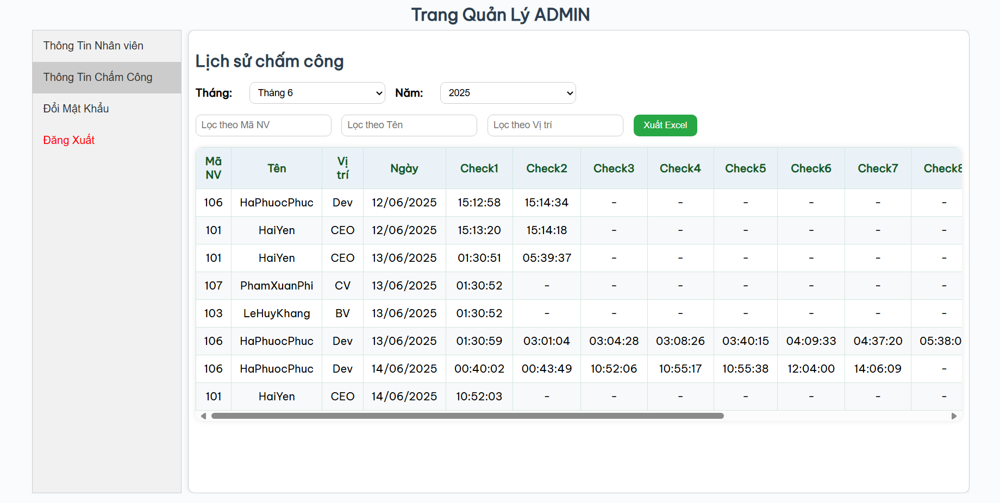 Trang Quản Lý ADMIN
Thông Tin Nhân viên
Thông Tin Chấm Công
Đổi Mật Khẩu
Đăng Xuất
Lịch sử chấm công
Tháng: Tháng 6 Năm: 2025
Lọc theo Mã NV Lọc theo Tên Lọc theo Vị trí Xuất Excel
Mã NV Tên Vị trí Ngày Check1 Check2 Check3 Check4 Check5 Check6 Check7 Check8
106 HaPhuocPhuc Dev 12/06/2025 15:12:58 15:14:34 - - - - - -
101 HaiYen CEO 12/06/2025 15:13:20 15:14:18 - - - - - -
101 HaiYen CEO 13/06/2025 01:30:51 05:39:37 - - - - - -
107 PhamXuanPhi CV 13/06/2025 01:30:52 - - - - - - -
103 LeHuyKhang BV 13/06/2025 01:30:52 - - - - - - -
106 HaPhuocPhuc Dev 13/06/2025 01:30:59 03:01:04 03:04:28 03:08:26 03:40:15 04:09:33 04:37:20 05:38:0
106 HaPhuocPhuc Dev 14/06/2025 00:40:02 00:43:49 10:52:06 10:55:17 10:55:38 12:04:00 14:06:09 -
101 HaiYen CEO 14/06/2025 10:52:03 - - - - - - -